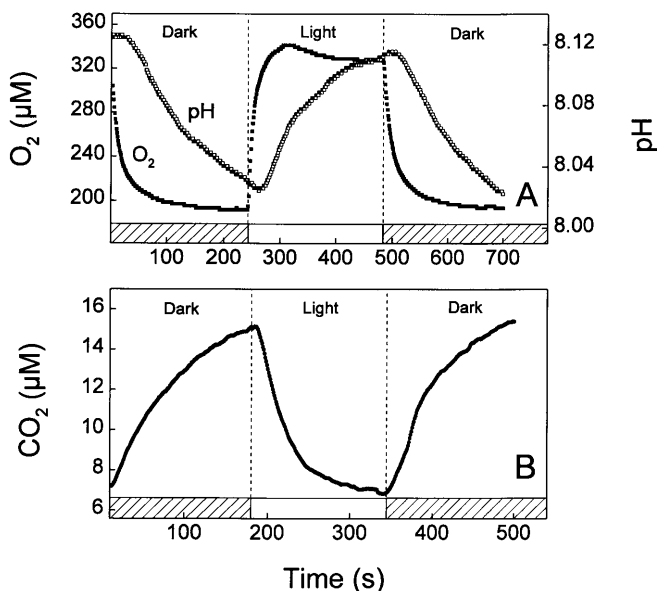 Dark Light Dark
360
320
280
240
200
O₂ (µM)
pH
O₂
A
8.12
8.08
8.04
8.00
pH
100 200 300 400 500 600 700
Dark Light Dark
16
14
12
10
8
6
CO₂ (µM)
B
100 200 300 400 500
Time (s)